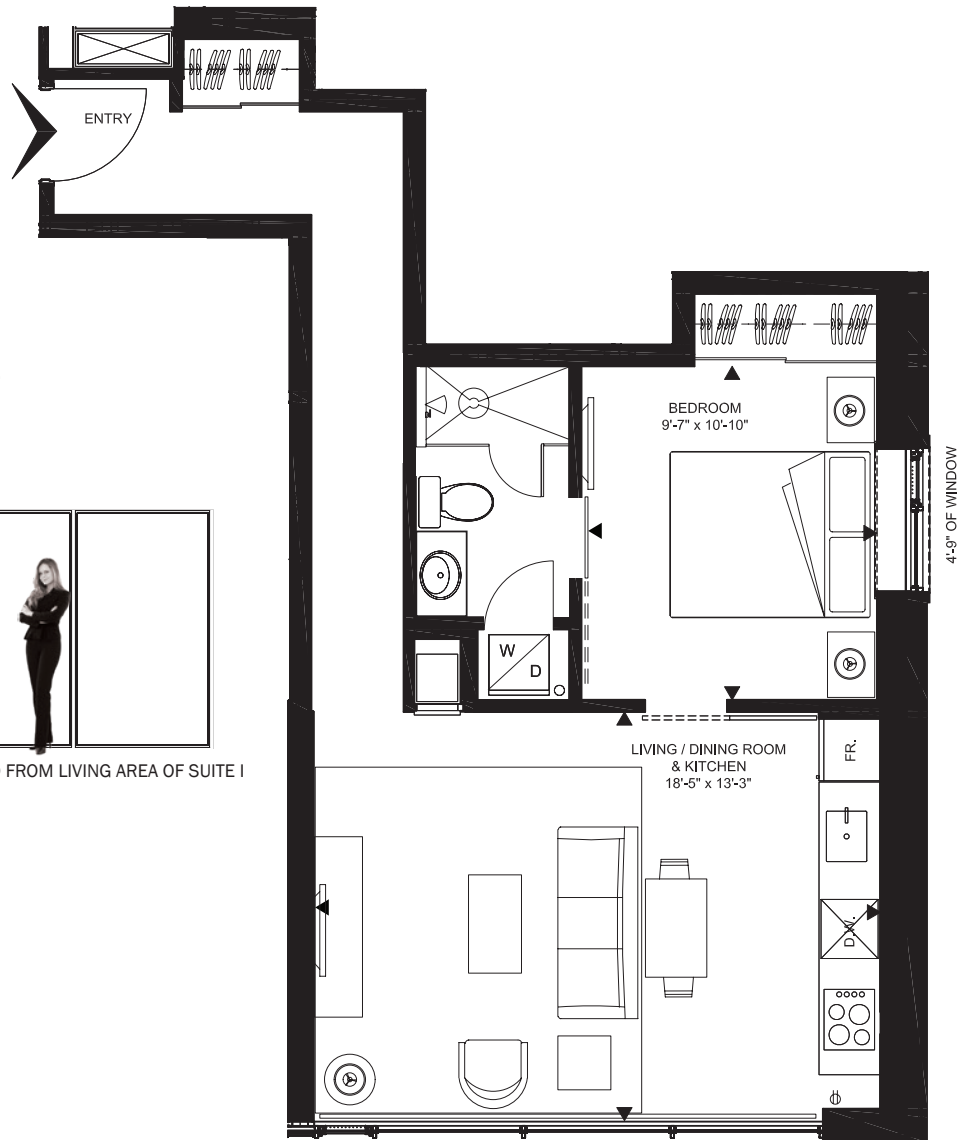 ENTRY
BEDROOM
9'-7" x 10'-10"
4'-9" OF WINDOW
W
D
LIVING / DINING ROOM
& KITCHEN
18'-5" x 13'-3"
FR.
FROM LIVING AREA OF SUITE I
D.W.